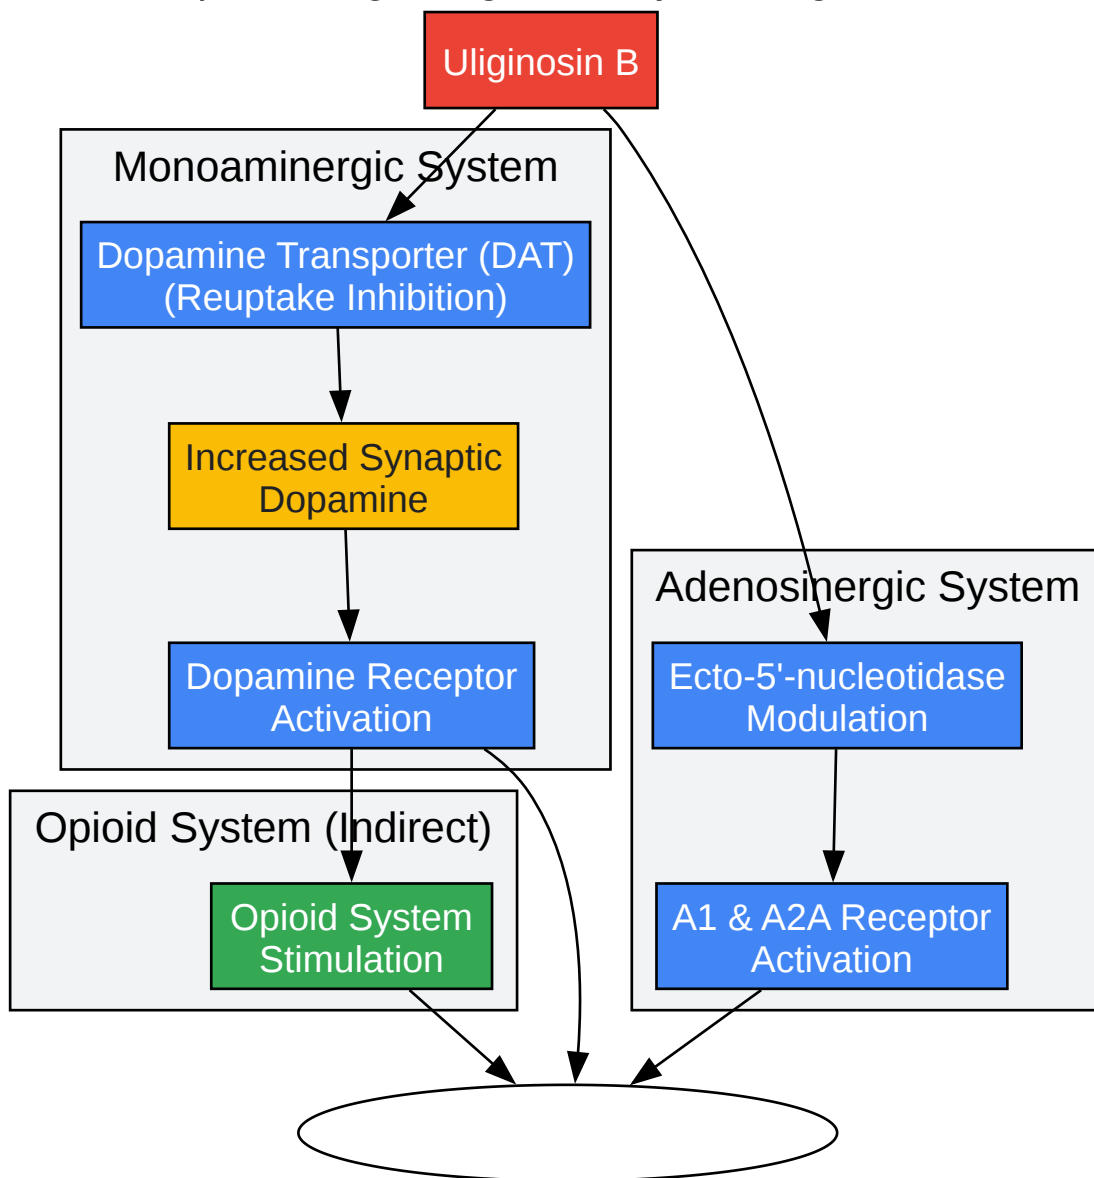 Uliginosin B
Monoaminergic System
Dopamine Transporter (DAT)
(Reuptake Inhibition)
Increased Synaptic
Dopamine
Adenosinergic System
Dopamine Receptor
Activation
Ecto-5'-nucleotidase
Modulation
Opioid System (Indirect)
Opioid System
Stimulation
A1 & A2A Receptor
Activation